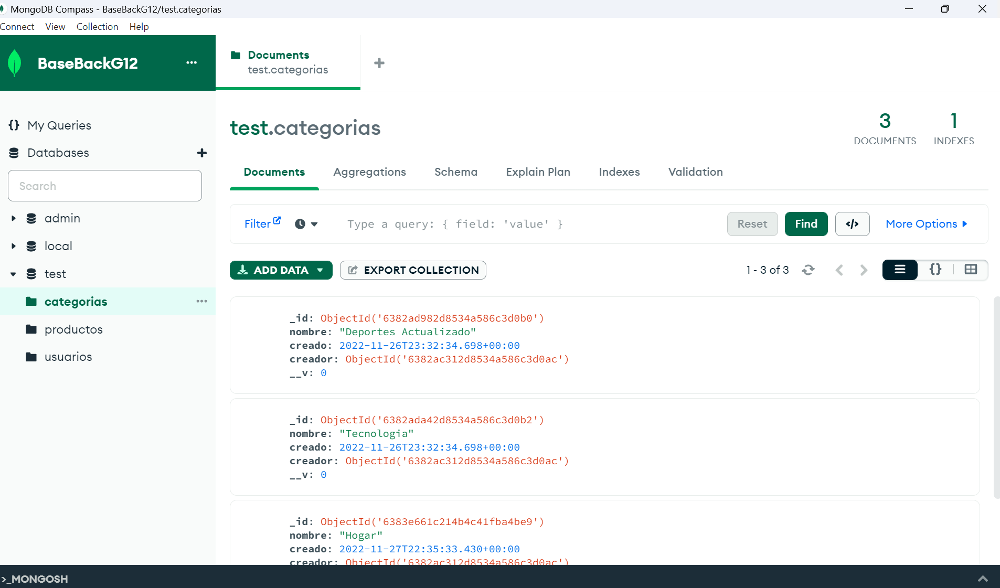 MongoDB Compass - BaseBackG12/test.categorias
Connect View Collection Help
BaseBackG12
Documents
test.categorias
{} My Queries
Databases
Search
admin
local
test
categorias
productos
usuarios
test.categorias
3
DOCUMENTS
1
INDEXES
Documents Aggregations Schema Explain Plan Indexes Validation
Filter Type a query: { field: 'value' } Reset Find </> More Options
ADD DATA EXPORT COLLECTION 1 - 3 of 3 {}
_id: ObjectId('6382ad982d8534a586c3d0b0')
nombre: "Deportes Actualizado"
creado: 2022-11-26T23:32:34.698+00:00
creador: ObjectId('6382ac312d8534a586c3d0ac')
__v: 0
_id: ObjectId('6382ada42d8534a586c3d0b2')
nombre: "Tecnologia"
creado: 2022-11-26T23:32:34.698+00:00
creador: ObjectId('6382ac312d8534a586c3d0ac')
__v: 0
_id: ObjectId('6383e661c214b4c41fba4be9')
nombre: "Hogar"
creado: 2022-11-27T22:35:33.430+00:00
creador: ObjectId('6382ac312d8534a586c3d0ac')
>_MONGOSH